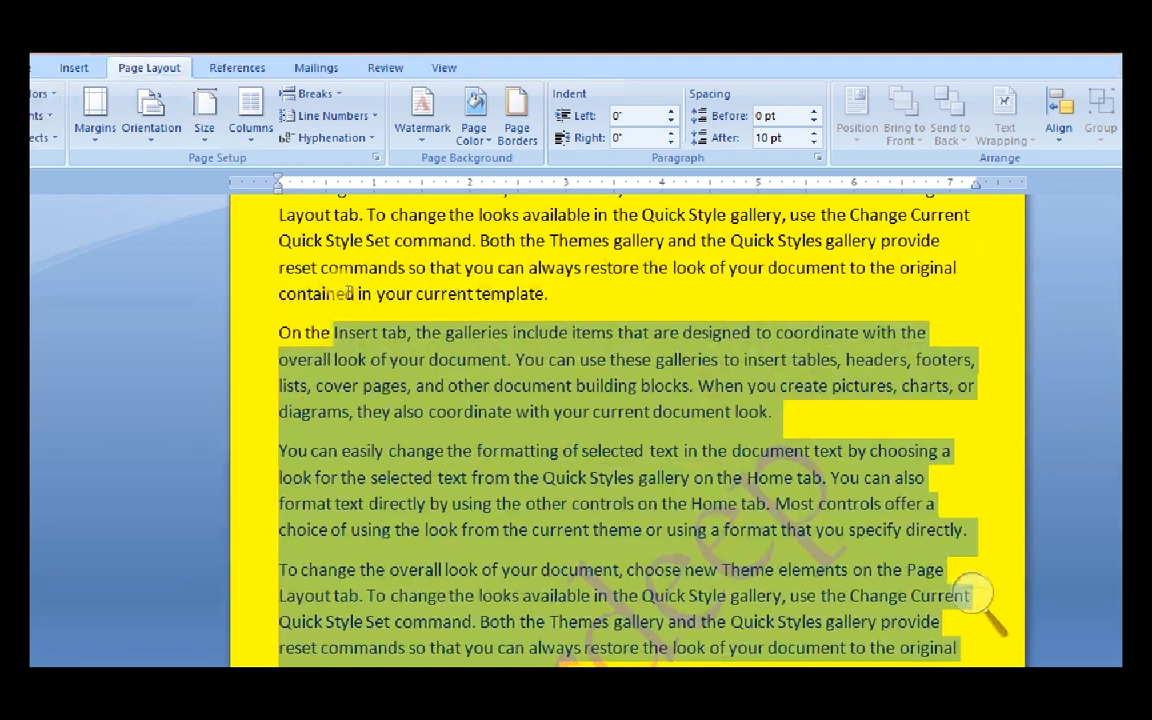 Insert Page Layout References Mailings Review View
Breaks Indent Spacing
Line Numbers Left: 0" Before: 0 pt
Margins Orientation Size Columns Hyphenation Watermark Page Color Page Borders Right: 0" After: 10 pt Position Bring to Front Send to Back Text Wrapping Align Group
Page Setup Page Background Paragraph Arrange
1 2 3 4 5 6 7
Layout tab. To change the looks available in the Quick Style gallery, use the Change Current
Quick Style Set command. Both the Themes gallery and the Quick Styles gallery provide
reset commands so that you can always restore the look of your document to the original
contained in your current template.
On the Insert tab, the galleries include items that are designed to coordinate with the
overall look of your document. You can use these galleries to insert tables, headers, footers,
lists, cover pages, and other document building blocks. When you create pictures, charts, or
diagrams, they also coordinate with your current document look.
You can easily change the formatting of selected text in the document text by choosing a
look for the selected text from the Quick Styles gallery on the Home tab. You can also
format text directly by using the other controls on the Home tab. Most controls offer a
choice of using the look from the current theme or using a format that you specify directly.
To change the overall look of your document, choose new Theme elements on the Page
Layout tab. To change the looks available in the Quick Style gallery, use the Change Current
Quick Style Set command. Both the Themes gallery and the Quick Styles gallery provide
reset commands so that you can always restore the look of your document to the original